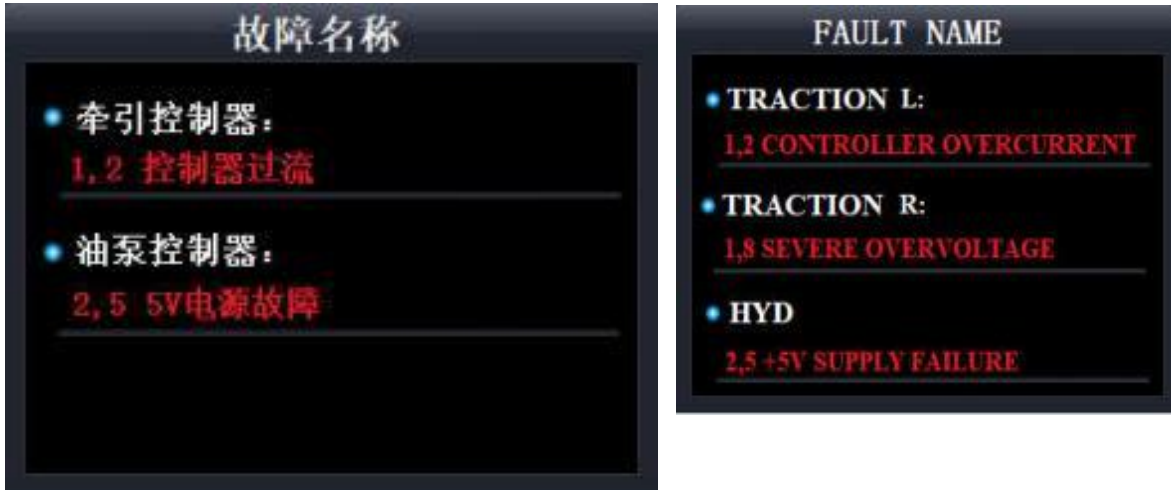 故障名称
牵引控制器：
1,2 控制器过流
油泵控制器：
2,5 5V电源故障
FAULT NAME
TRACTION L:
1,2 CONTROLLER OVERCURRENT
TRACTION R:
1,8 SEVERE OVERVOLTAGE
HYD
2,5 +5V SUPPLY FAILURE